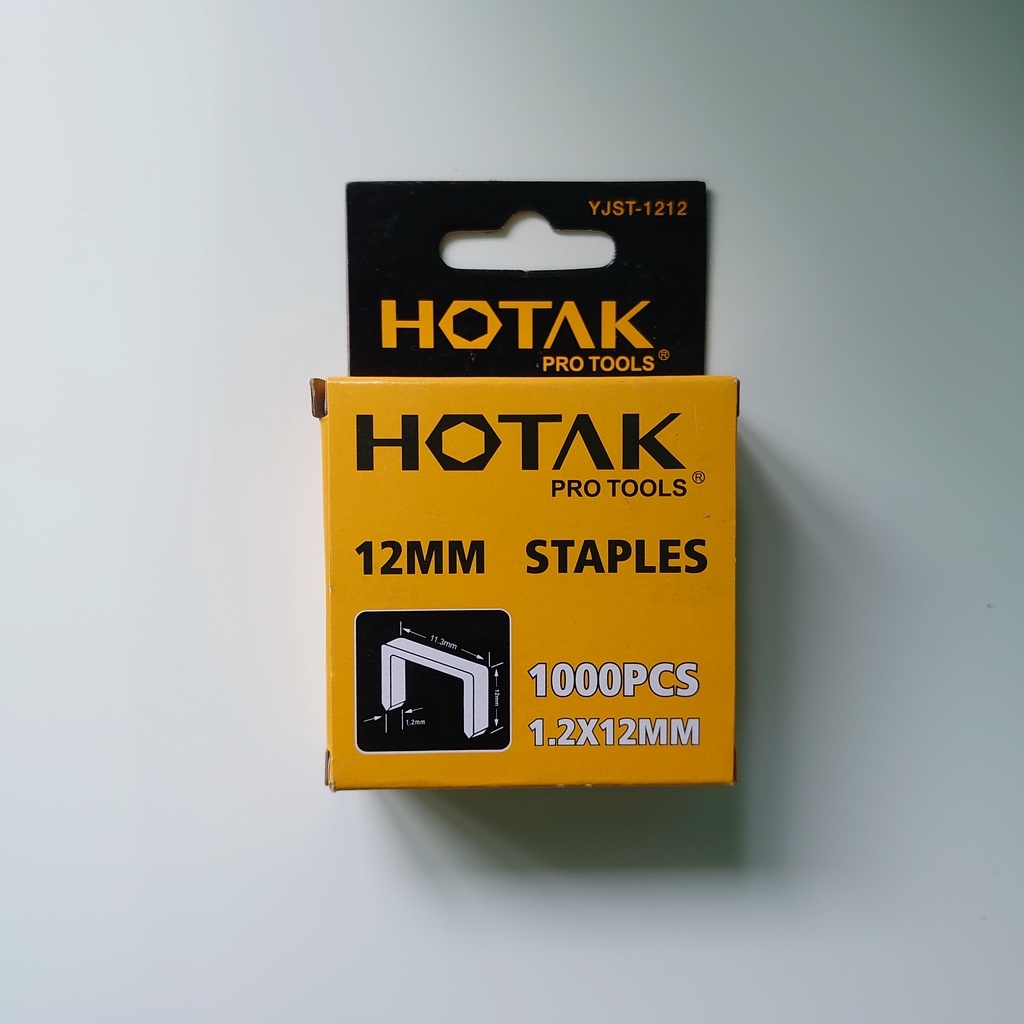 YJST-1212
HOTAK
PRO TOOLS®
HOTAK
PRO TOOLS®
12MM STAPLES
11.3mm
12mm
1.2mm
1000PCS
1.2X12MM